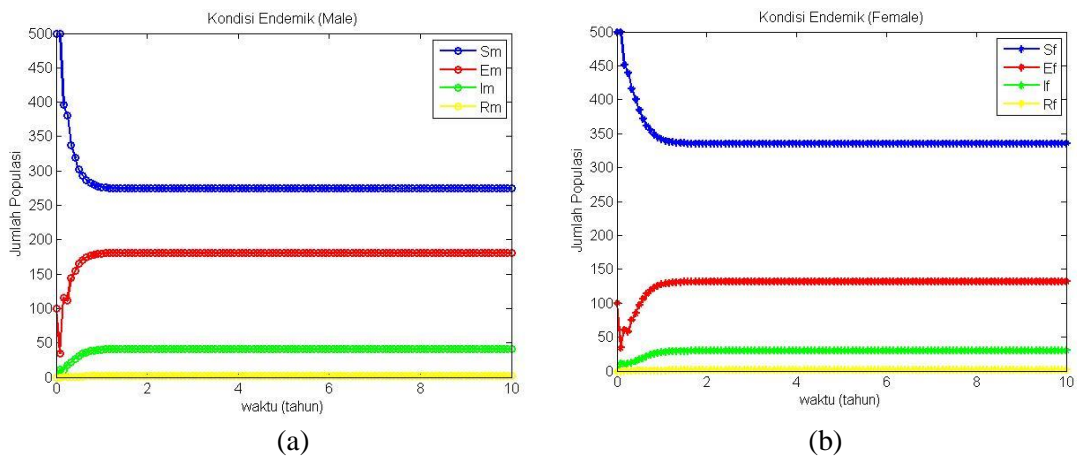 Kondisi Endemik (Male)
Jumlah Populasi
500
450
400
350
300
250
200
150
100
50
0
0 2 4 6 8 10
waktu (tahun)
Sm
Em
Im
Rm
(a)
Kondisi Endemik (Female)
Jumlah Populasi
500
450
400
350
300
250
200
150
100
50
0
0 2 4 6 8 10
waktu (tahun)
Sf
Ef
If
Rf
(b)